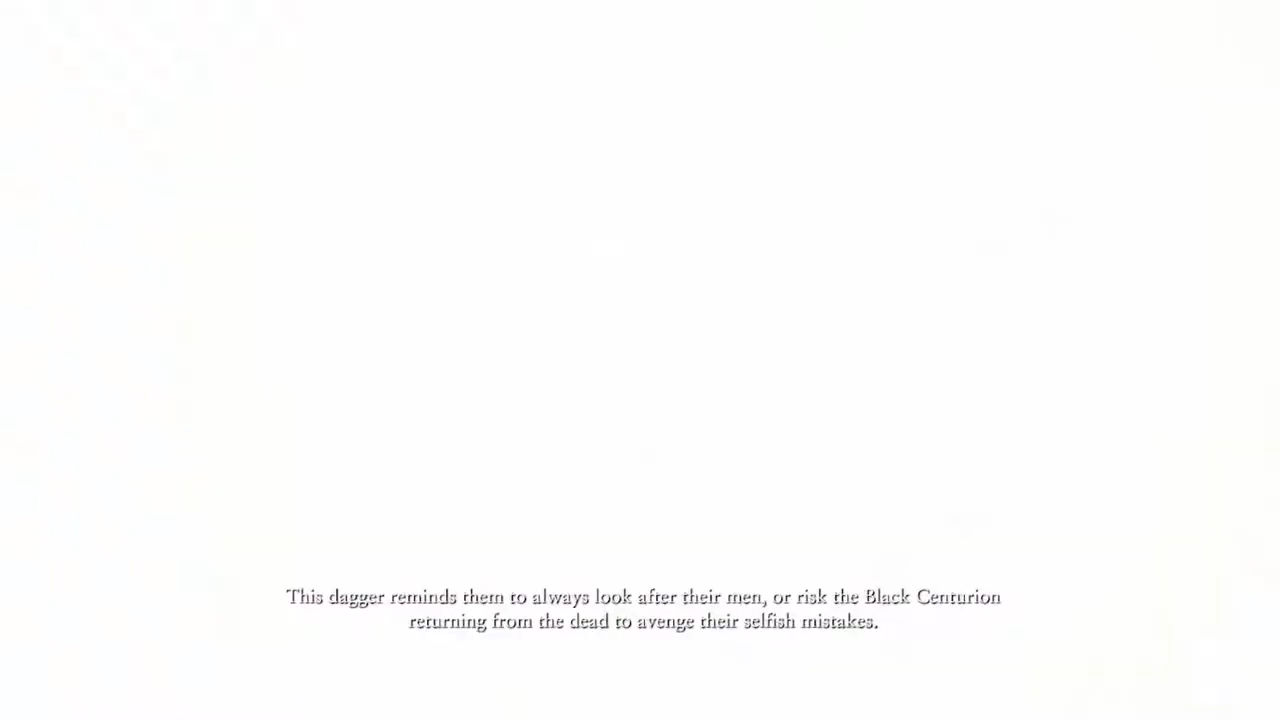 This dagger reminds them to always look after their men, or risk the Black Centurion
returning from the dead to avenge their selfish mistakes.